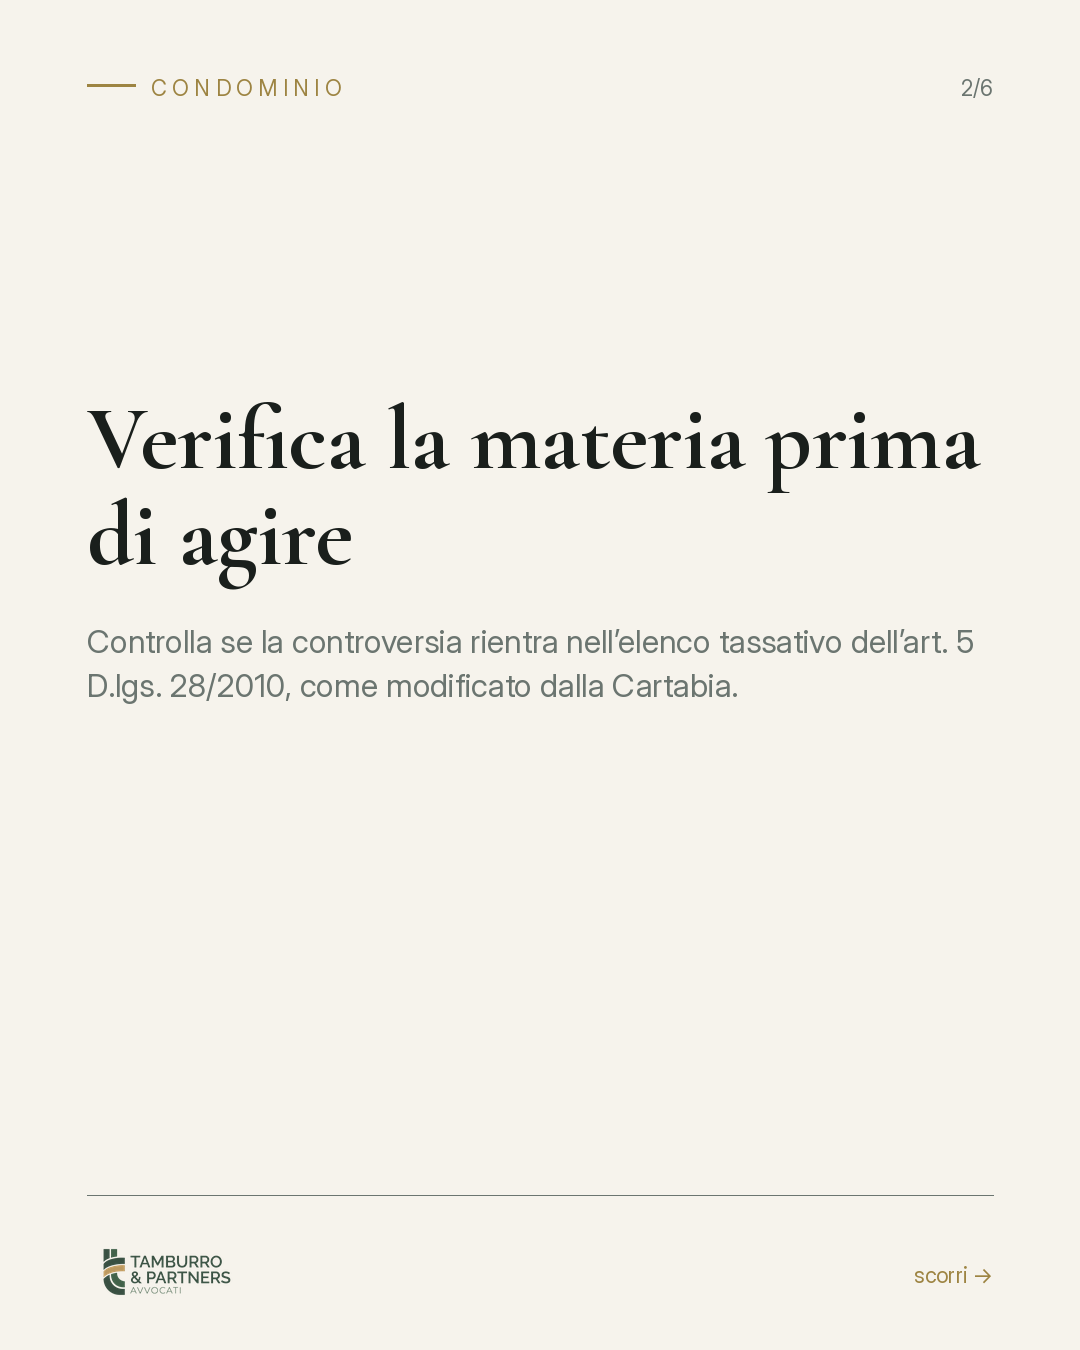 CONDOMINIO
2/6
Verifica la materia prima
di agire
Controlla se la controversia rientra nell’elenco tassativo dell’art. 5
D.lgs. 28/2010, come modificato dalla Cartabia.
TAMBURRO
& PARTNERS
AVVOCATI
scorri →